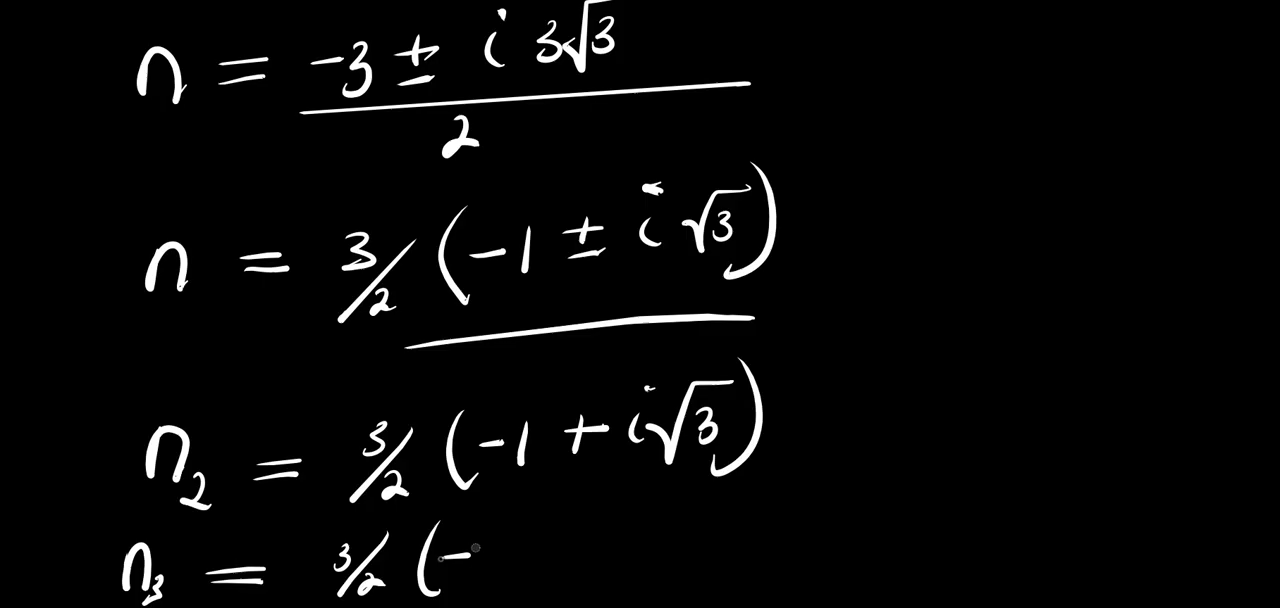 n = -3 ± i 3√3 / 2
n = 3/2 (-1 ± i √3)
n₂ = 3/2 (-1 + i√3)
n₃ = 3/2 (-